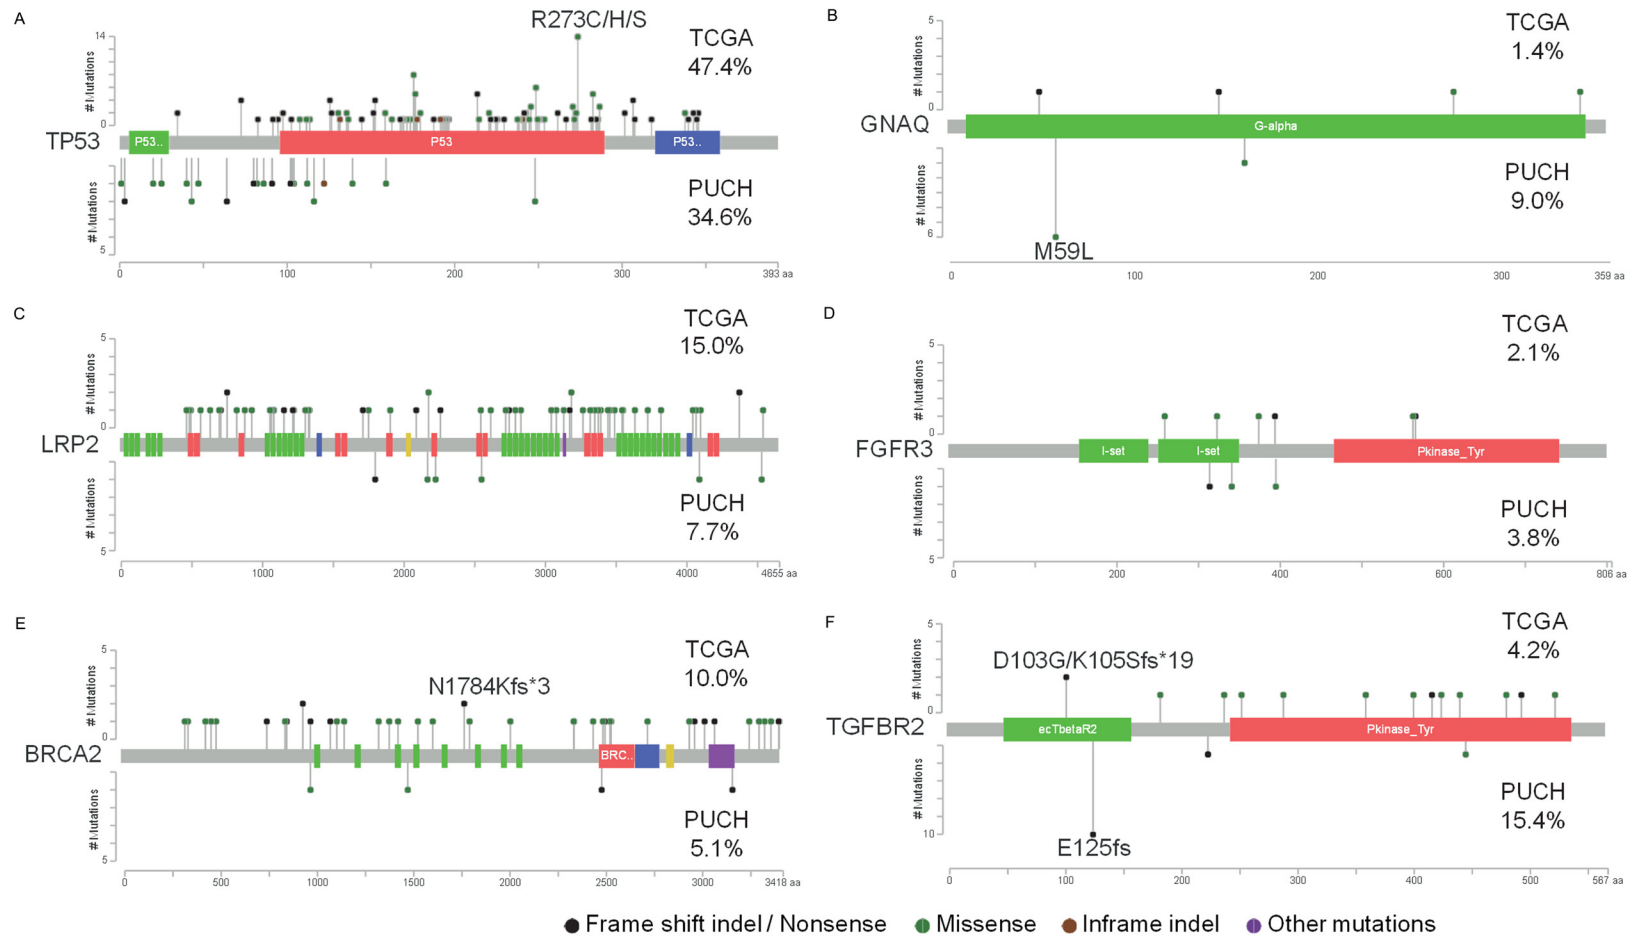 A
R273C/H/S
14
0
# Mutations
TCGA
47.4%
TP53
P53..
P53
P53..
# Mutations
5
PUCH
34.6%
0
100
200
300
393 aa
B
5
0
# Mutations
TCGA
1.4%
GNAQ
G-alpha
# Mutations
6
M59L
PUCH
9.0%
0
100
200
300
359 aa
C
5
0
# Mutations
TCGA
15.0%
LRP2
# Mutations
5
PUCH
7.7%
0
1000
2000
3000
4000
4655 aa
D
5
0
# Mutations
TCGA
2.1%
FGFR3
I-set
I-set
Pkinase_Tyr
# Mutations
5
PUCH
3.8%
0
200
400
600
806 aa
E
5
0
# Mutations
N1784Kfs*3
TCGA
10.0%
BRCA2
BRC..
# Mutations
5
PUCH
5.1%
0
500
1000
1500
2000
2500
3000
3418 aa
F
5
0
# Mutations
D103G/K105Sfs*19
TCGA
4.2%
TGFBR2
ecTbetaR2
Pkinase_Tyr
# Mutations
10
E125fs
PUCH
15.4%
0
100
200
300
400
500
567 aa
Frame shift indel / Nonsense
Missense
Inframe indel
Other mutations